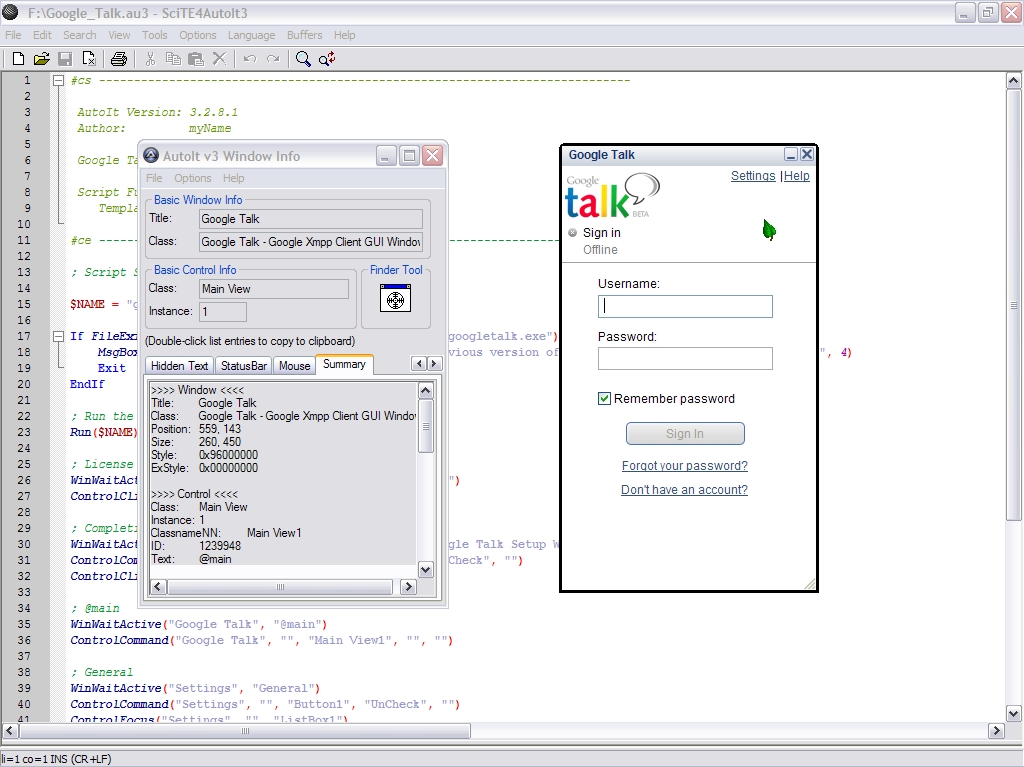 F:\Google_Talk.au3 - SciTE4AutoIt3
File Edit Search View Tools Options Language Buffers Help
1 #cs ----------------------------------------------------------------------------
2
3 AutoIt Version: 3.2.8.1
4 Author: myName
5
6 Google Ta
7
8 Script Fu
9 Templa
10
11 #ce ----------------------------------------------------------------------------
12
13 ; Script S
14
15 $NAME = "g
16
17 If FileEx googletalk.exe")
18 MsgBox vious version of ", 4)
19 Exit
20 EndIf
21
22 ; Run the
23 Run($NAME)
24
25 ; License
26 WinWaitAct ")
27 ControlCli
28
29 ; Completi
30 WinWaitAct gle Talk Setup W
31 ControlCom Check", "")
32 ControlCli
33
34 ; @main
35 WinWaitActive("Google Talk", "@main")
36 ControlCommand("Google Talk", "", "Main View1", "", "")
37
38 ; General
39 WinWaitActive("Settings", "General")
40 ControlCommand("Settings", "", "Button1", "UnCheck", "")
41 ControlFocus("Settings", "", "ListBox1")
li=1 co=1 INS (CR+LF)
AutoIt v3 Window Info
File Options Help
Basic Window Info
Title: Google Talk
Class: Google Talk - Google Xmpp Client GUI Window
Basic Control Info
Class: Main View
Instance: 1
Finder Tool
(Double-click list entries to copy to clipboard)
Hidden Text StatusBar Mouse Summary
>>>> Window <<<<
Title: Google Talk
Class: Google Talk - Google Xmpp Client GUI Windo
Position: 559, 143
Size: 260, 450
Style: 0x96000000
ExStyle: 0x00000000
>>>> Control <<<<
Class: Main View
Instance: 1
ClassnameNN: Main View1
ID: 1239948
Text: @main
Google Talk
Settings | Help
Google
talk
BETA
Sign in
Offline
Username:
Password:
Remember password
Sign In
Forgot your password?
Don't have an account?